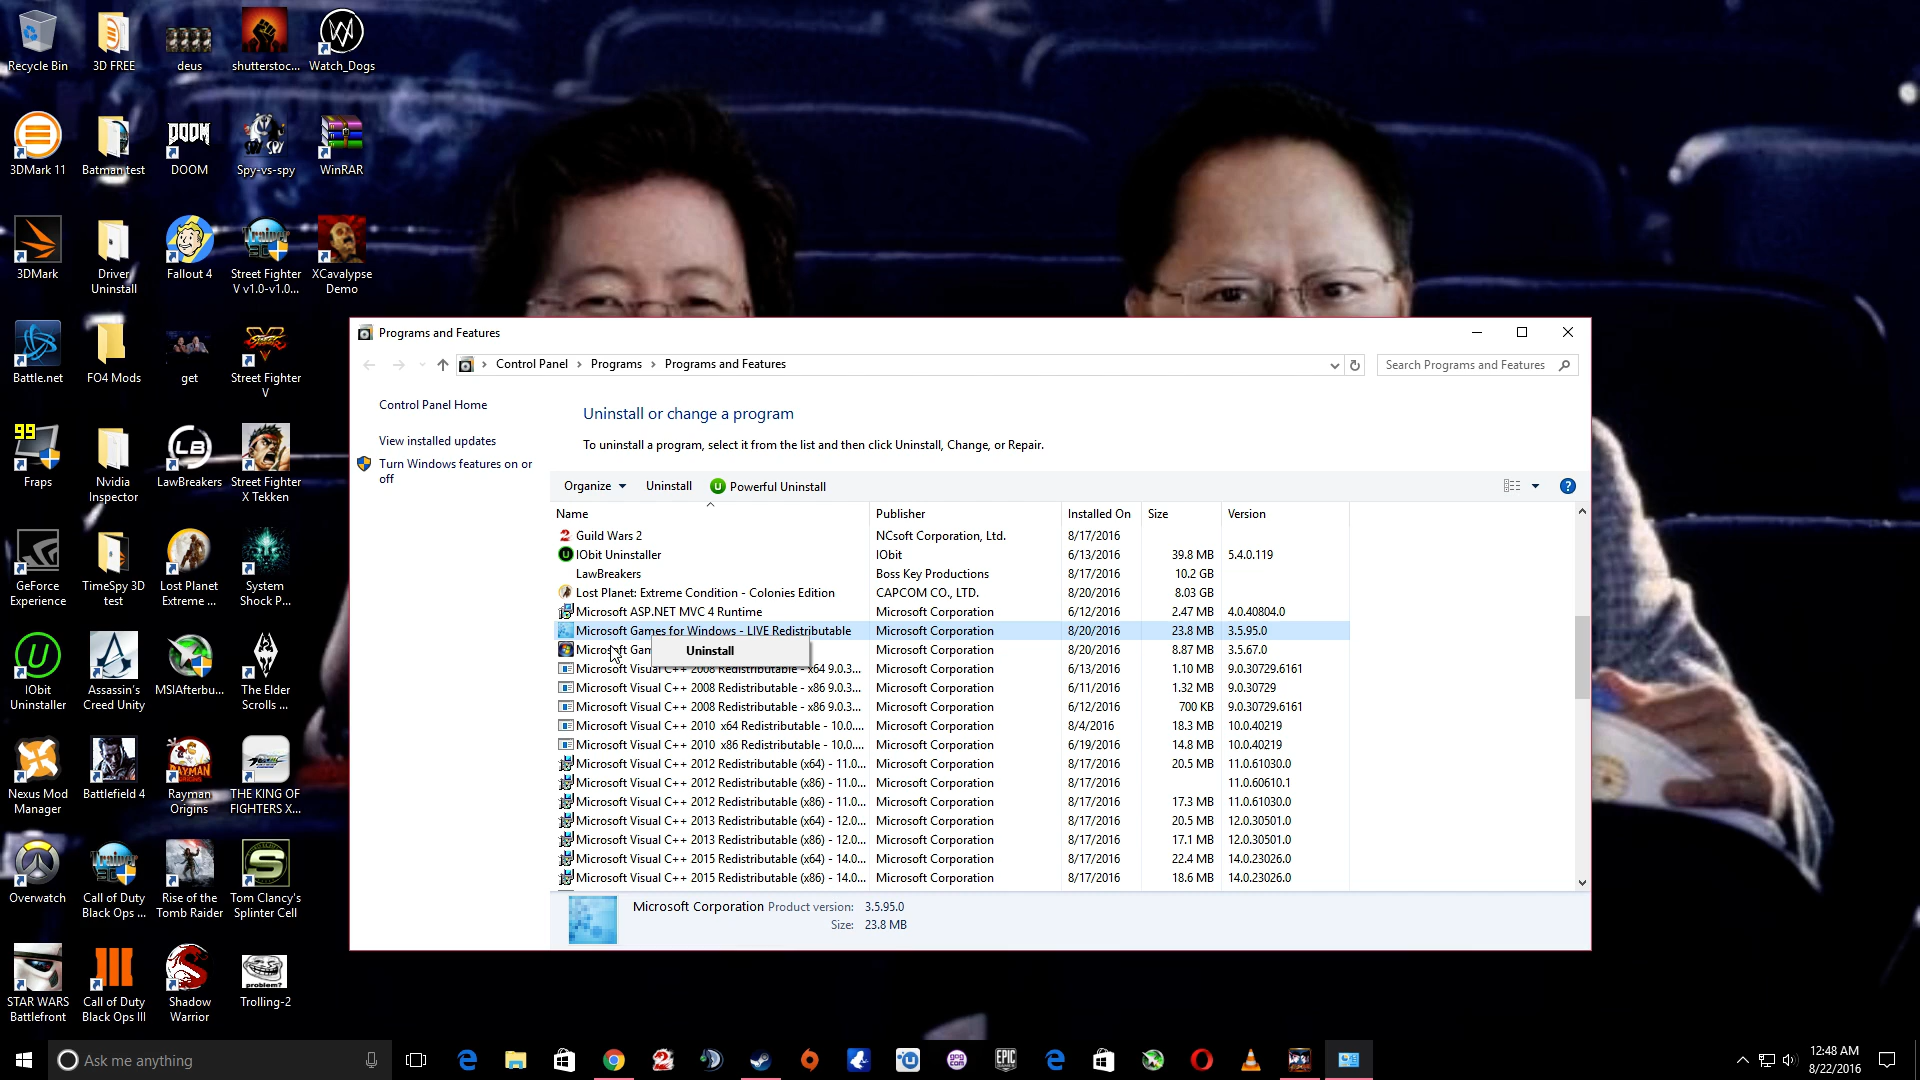 Recycle Bin
3D FREE
deus
shutterstoc...
Watch_Dogs
3DMark 11
Batman test
DOOM
DOOM
Spy-vs-spy
WinRAR
3DMark
Driver Uninstall
Fallout 4
Trainer
Street Fighter V v1.0-v1.0...
XCavalypse Demo
Battle.net
FO4 Mods
get
Street Fighter V
99
Fraps
Nvidia Inspector
LB
LawBreakers
Street Fighter X Tekken
GeForce Experience
TimeSpy 3D test
Lost Planet Extreme ...
System Shock P...
IObit Uninstaller
Assassin's Creed Unity
MSIAfterbu...
The Elder Scrolls ...
Nexus Mod Manager
Battlefield 4
Rayman Origins
THE KING OF FIGHTERS X...
Overwatch
Trainer
Call of Duty Black Ops ...
Rise of the Tomb Raider
Tom Clancy's Splinter Cell
STAR WARS Battlefront
Call of Duty Black Ops III
Shadow Warrior
problem?
Trolling-2
Programs and Features
Control Panel > Programs > Programs and Features
Search Programs and Features
Control Panel Home
View installed updates
Turn Windows features on or off
Uninstall or change a program
To uninstall a program, select it from the list and then click Uninstall, Change, or Repair.
Organize Uninstall Powerful Uninstall
Name Publisher Installed On Size Version
Guild Wars 2 NCsoft Corporation, Ltd. 8/17/2016
IObit Uninstaller IObit 6/13/2016 39.8 MB 5.4.0.119
LawBreakers Boss Key Productions 8/17/2016 10.2 GB
Lost Planet: Extreme Condition - Colonies Edition CAPCOM CO., LTD. 8/20/2016 8.03 GB
Microsoft ASP.NET MVC 4 Runtime Microsoft Corporation 6/12/2016 2.47 MB 4.0.40804.0
Microsoft Games for Windows - LIVE Redistributable Microsoft Corporation 8/20/2016 23.8 MB 3.5.95.0
Microsoft Gam Microsoft Corporation 8/20/2016 8.87 MB 3.5.67.0
Uninstall
Microsoft Visual C++ 2008 Redistributable - x64 9.0.3... Microsoft Corporation 6/13/2016 1.10 MB 9.0.30729.6161
Microsoft Visual C++ 2008 Redistributable - x86 9.0.3... Microsoft Corporation 6/11/2016 1.32 MB 9.0.30729
Microsoft Visual C++ 2008 Redistributable - x86 9.0.3... Microsoft Corporation 6/12/2016 700 KB 9.0.30729.6161
Microsoft Visual C++ 2010 x64 Redistributable - 10.0.... Microsoft Corporation 8/4/2016 18.3 MB 10.0.40219
Microsoft Visual C++ 2010 x86 Redistributable - 10.0.... Microsoft Corporation 6/19/2016 14.8 MB 10.0.40219
Microsoft Visual C++ 2012 Redistributable (x64) - 11.0... Microsoft Corporation 8/17/2016 20.5 MB 11.0.61030.0
Microsoft Visual C++ 2012 Redistributable (x86) - 11.0... Microsoft Corporation 8/17/2016 11.0.60610.1
Microsoft Visual C++ 2012 Redistributable (x86) - 11.0... Microsoft Corporation 8/17/2016 17.3 MB 11.0.61030.0
Microsoft Visual C++ 2013 Redistributable (x64) - 12.0... Microsoft Corporation 8/17/2016 20.5 MB 12.0.30501.0
Microsoft Visual C++ 2013 Redistributable (x86) - 12.0... Microsoft Corporation 8/17/2016 17.1 MB 12.0.30501.0
Microsoft Visual C++ 2015 Redistributable (x64) - 14.0... Microsoft Corporation 8/17/2016 22.4 MB 14.0.23026.0
Microsoft Visual C++ 2015 Redistributable (x86) - 14.0... Microsoft Corporation 8/17/2016 18.6 MB 14.0.23026.0
Microsoft Corporation Product version: 3.5.95.0
Size: 23.8 MB
Ask me anything
gog com
EPIC GAMES
12:48 AM
8/22/2016